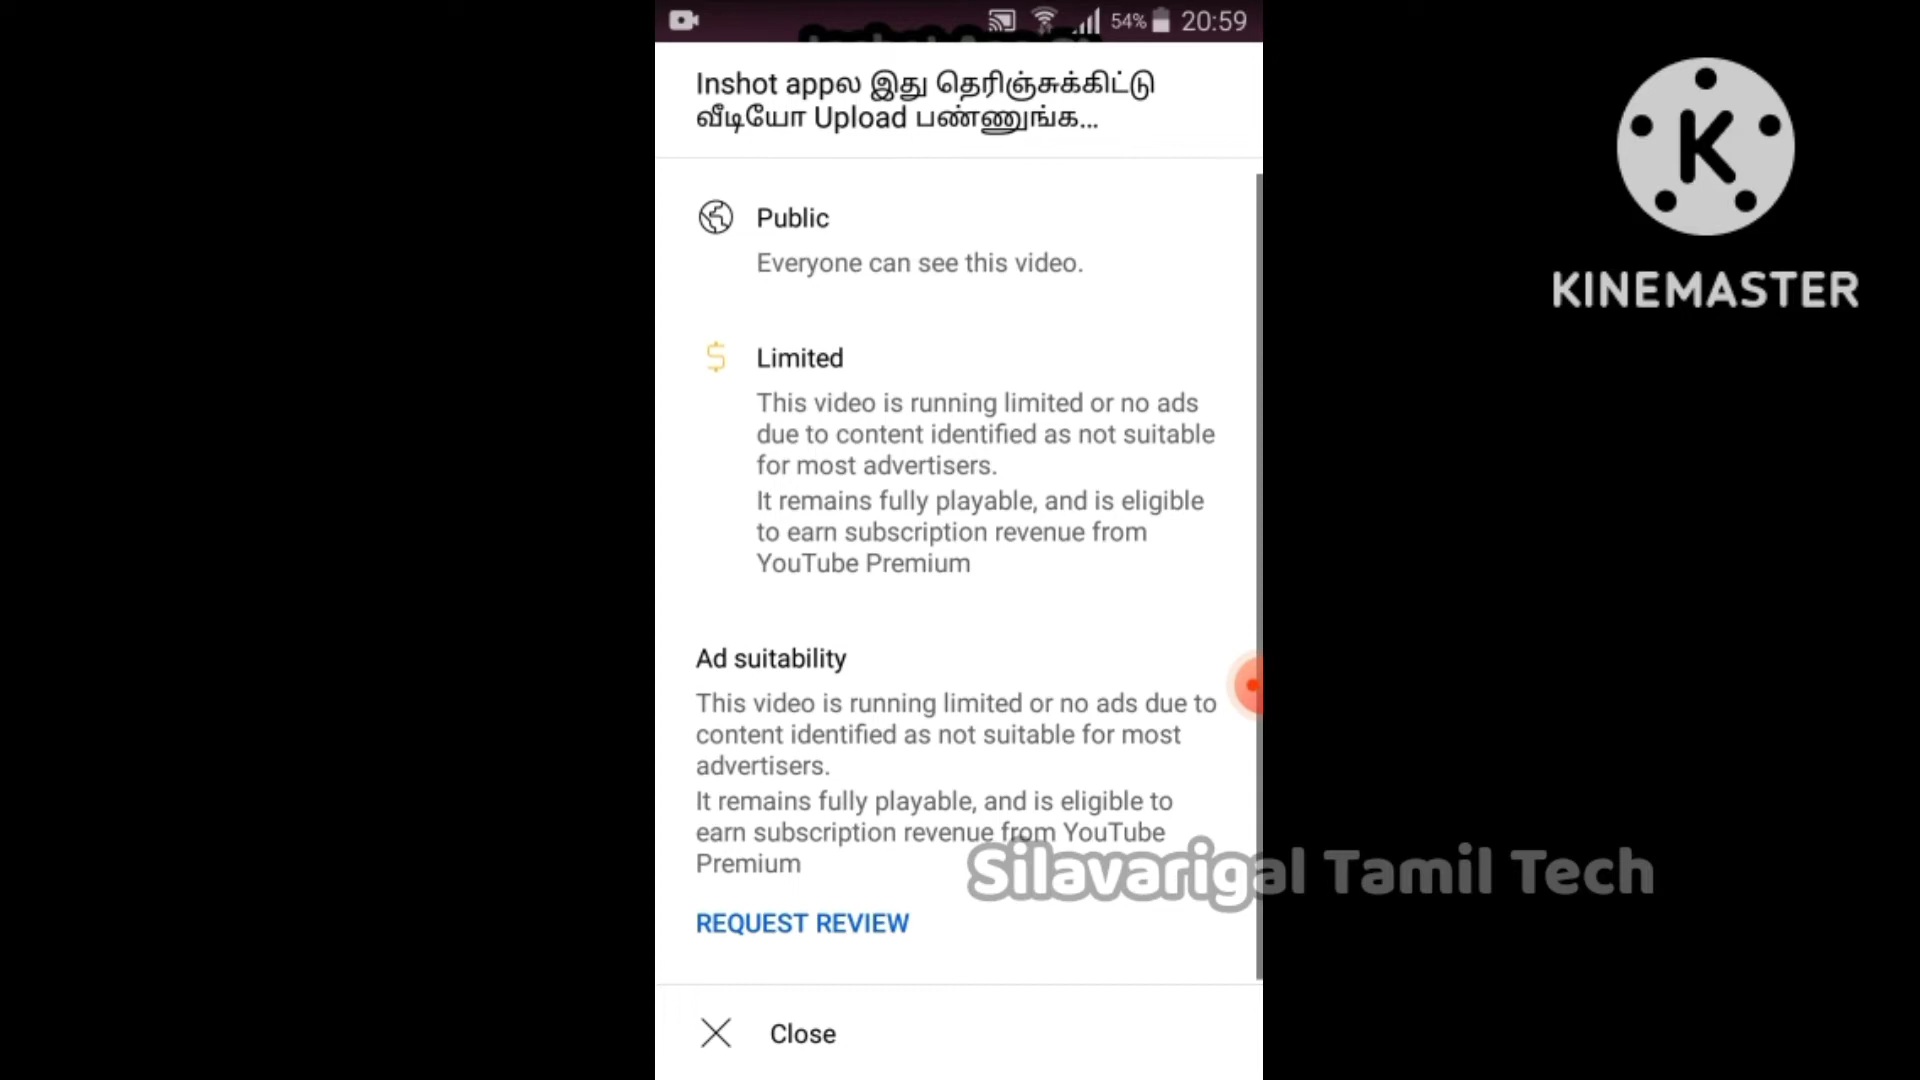 54% 20:59
Inshot appல இது தெரிஞ்சுக்கிட்டு
வீடியோ Upload பண்ணுங்க...
Public
Everyone can see this video.
Limited
This video is running limited or no ads
due to content identified as not suitable
for most advertisers.
It remains fully playable, and is eligible
to earn subscription revenue from
YouTube Premium
Ad suitability
This video is running limited or no ads due to
content identified as not suitable for most
advertisers.
It remains fully playable, and is eligible to
earn subscription revenue from YouTube
Premium
REQUEST REVIEW
Close
K
KINEMASTER
Silavarigal Tamil Tech